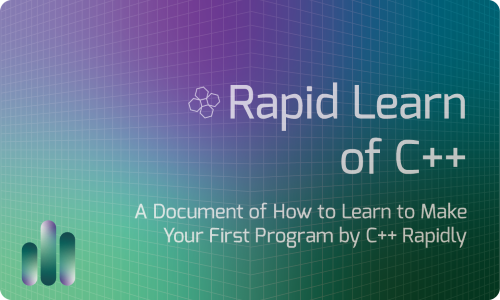 Rapid Learn
of C++
A Document of How to Learn to Make
Your First Program by C++ Rapidly